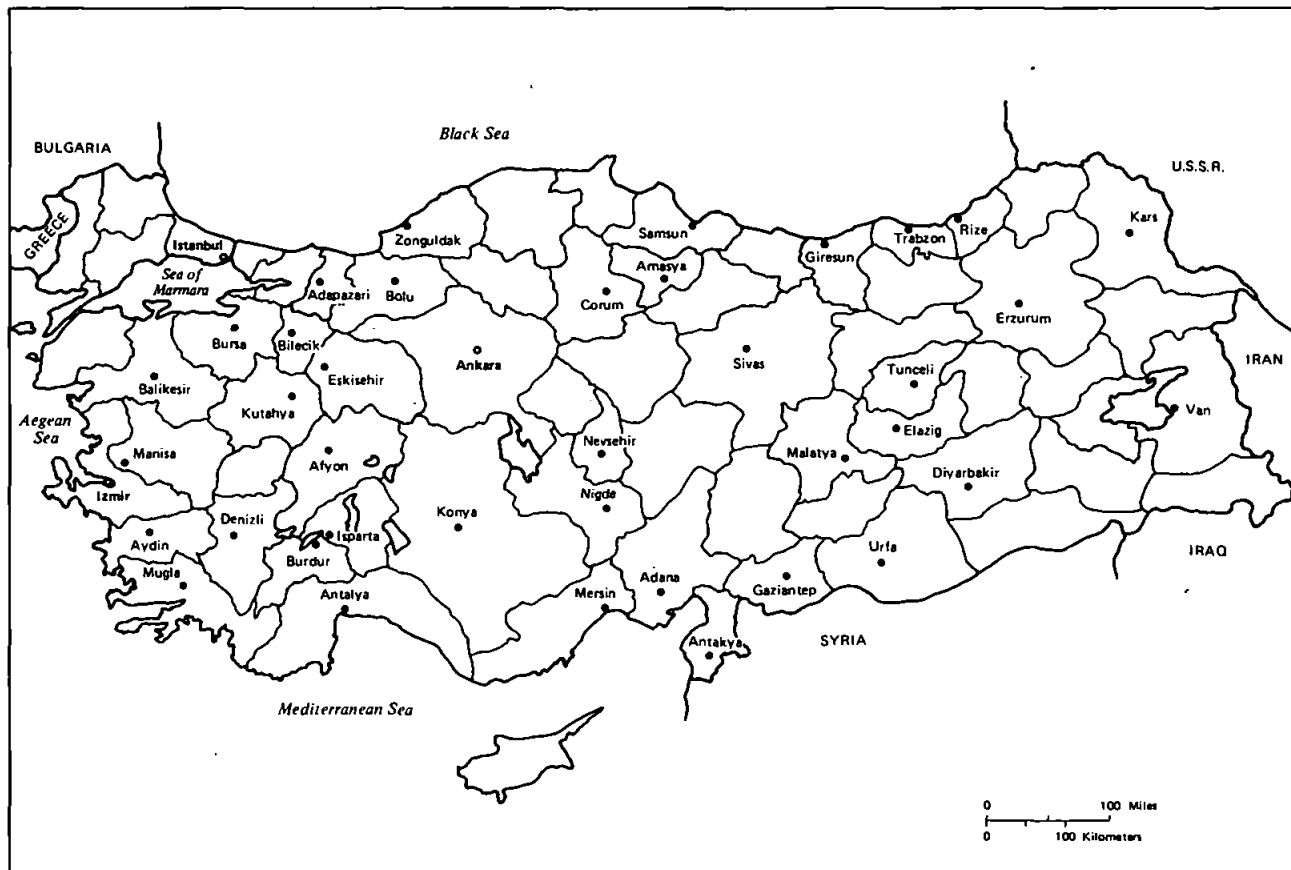 Black Sea
BULGARIA
U.S.S.R.
GREECE
Kars
Rize
Trabzon
Samsun
Zonguldak
Istanbul
Giresun
Sea of
Marmara
Amasya
Adapazari
Bolu
Corum
Erzurum
Bursa
Bilecik
Ankara
Sivas
IRAN
Tunceli
Eskisehir
Balikesir
Kutahya
Van
Aegean
Sea
Elazig
Nevsehir
Manisa
Afyon
Malatya
Diyarbakir
Izmir
Nigde
Konya
Denizli
Isparta
Aydin
Urfa
IRAQ
Burdur
Mugla
Adana
Gaziantep
Antalya
Mersin
Antakya
SYRIA
Mediterranean Sea
0 100 Miles
0 100 Kilometers